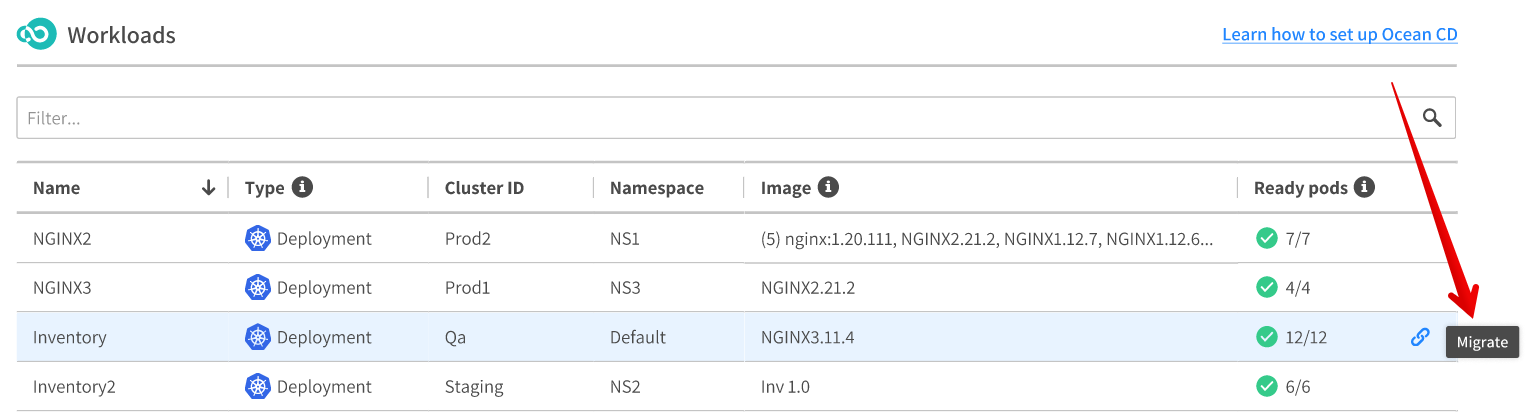 Workloads
Learn how to set up Ocean CD
Filter...
Name Type Cluster ID Namespace Image Ready pods
NGINX2 Deployment Prod2 NS1 (5) nginx:1.20.111, NGINX2.21.2, NGINX1.12.7, NGINX1.12.6... 7/7
NGINX3 Deployment Prod1 NS3 NGINX2.21.2 4/4
Inventory Deployment Qa Default NGINX3.11.4 12/12 Migrate
Inventory2 Deployment Staging NS2 Inv 1.0 6/6